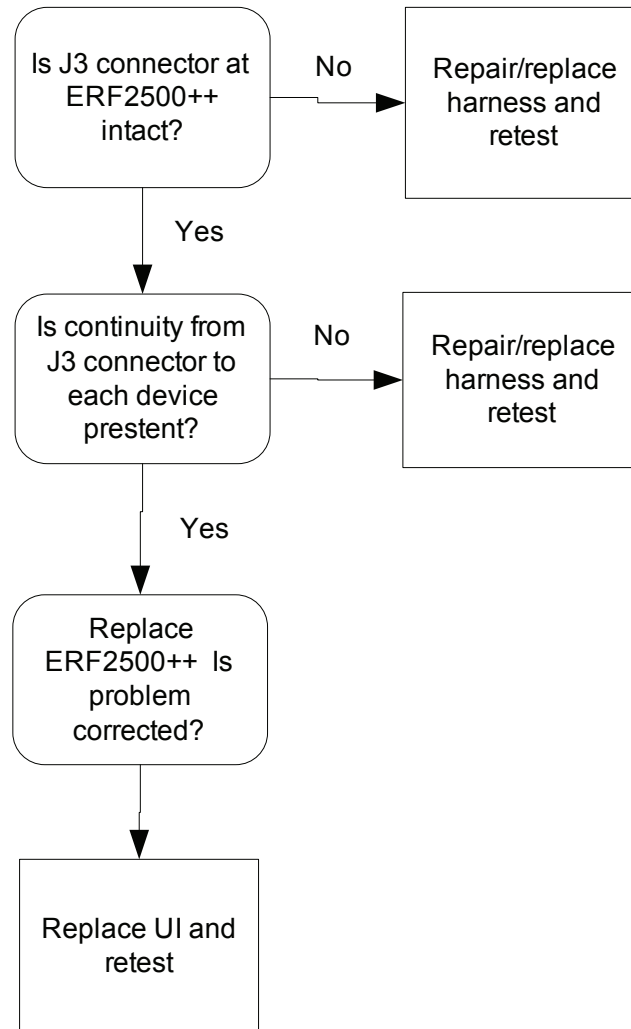 Is J3 connector at
ERF2500++
intact?
No
Repair/replace
harness and
retest
Yes
Is continuity from
J3 connector to
each device
prestent?
No
Repair/replace
harness and
retest
Yes
Replace
ERF2500++ Is
problem
corrected?
Replace UI and
retest